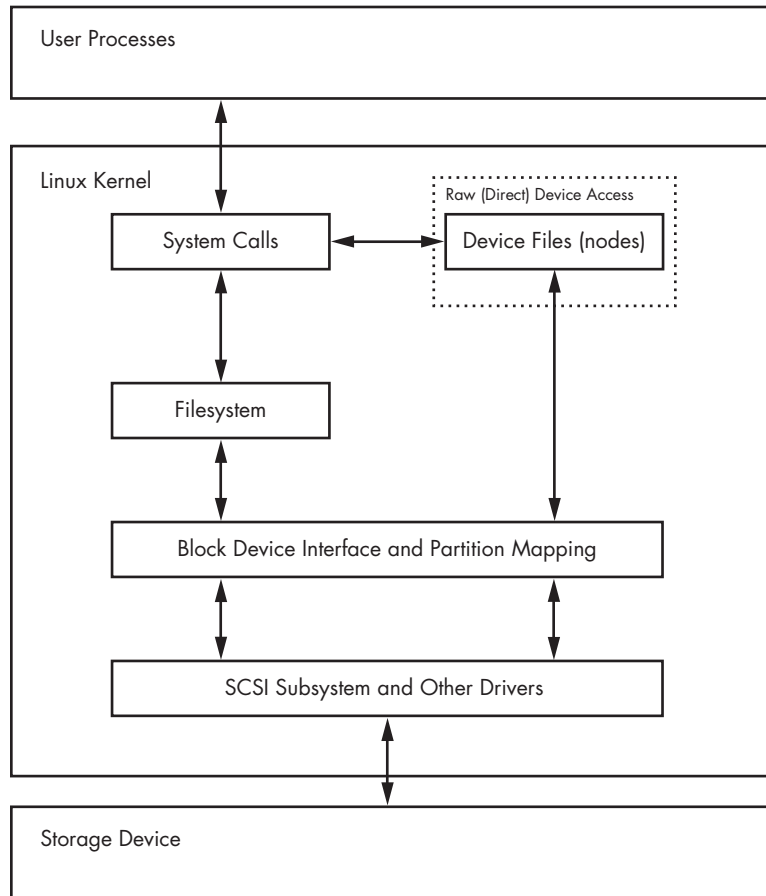 User Processes
Linux Kernel
Raw (Direct) Device Access
System Calls
Device Files (nodes)
Filesystem
Block Device Interface and Partition Mapping
SCSI Subsystem and Other Drivers
Storage Device